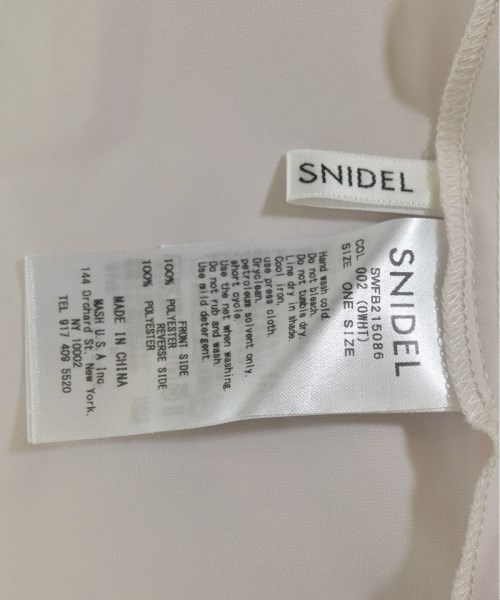 SNIDEL
SNIDEL
SWFB215086
COL 002 (OWHT)
SIZE ONE SIZE
Hand wash cold.
Do not bleach.
Do not tumble dry.
Line dry in shade.
Cool iron,
use press cloth.
Dryclean,
petroleum solvent only.
short cycle.
Use the net when washing.
Do not rub and wash.
Use mild detergent.
FRONT SIDE
100% POLYESTER
REVERSE SIDE
100% POLYESTER
MADE IN CHINA
MASH U.S.A Inc.
144 Orchard St. New York.
NY 10002
TEL 917 409 5520